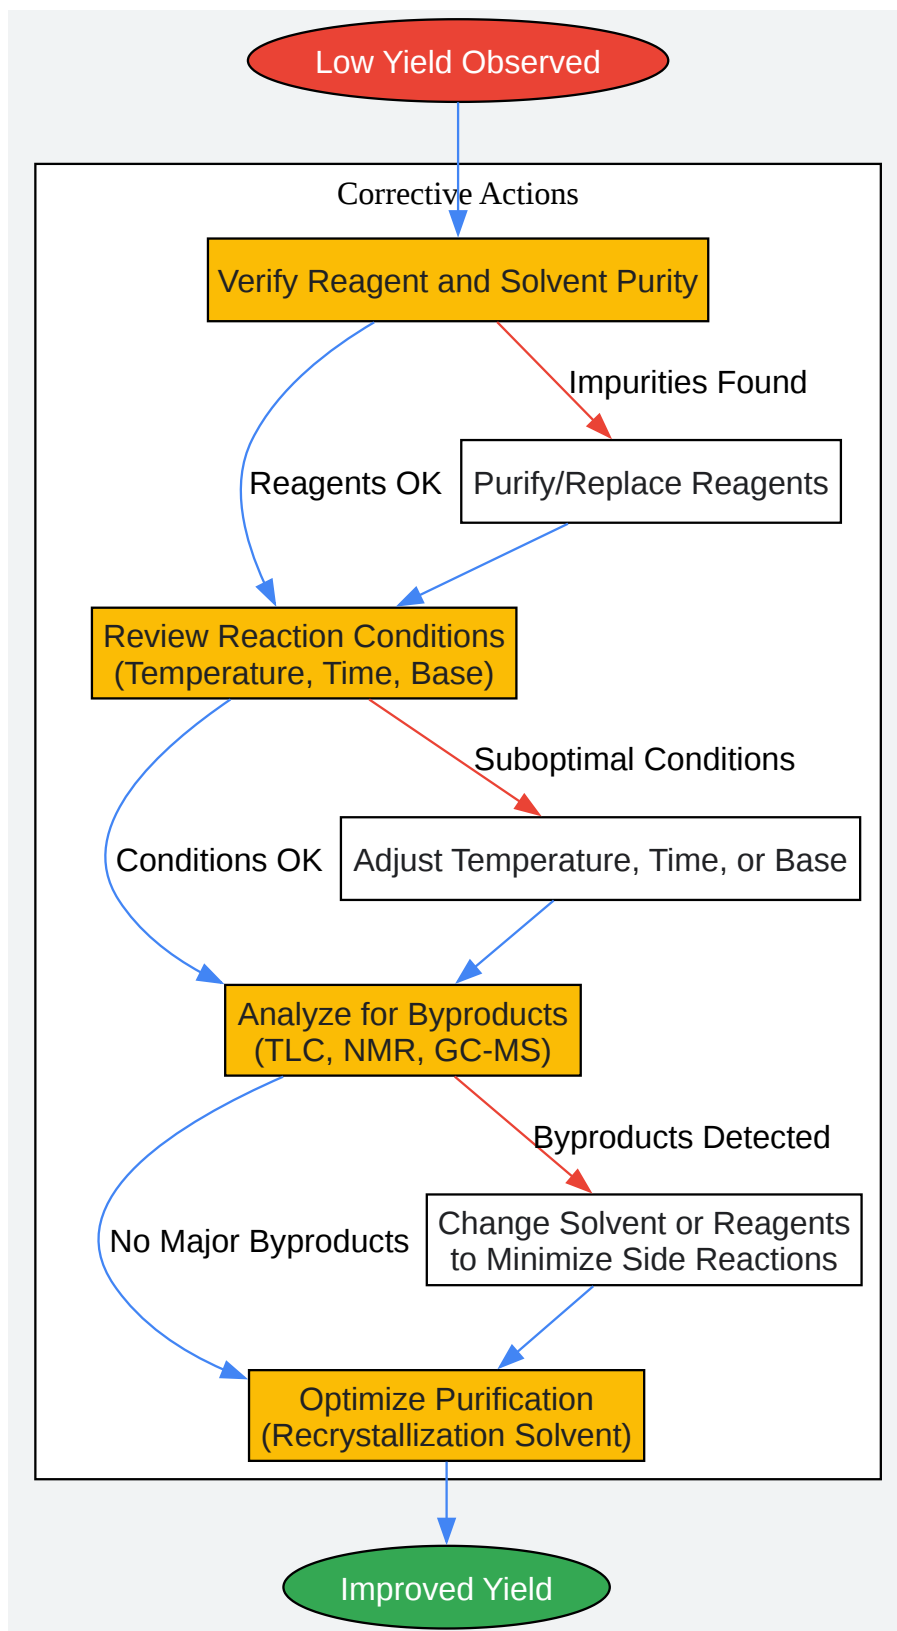 Low Yield Observed
Corrective Actions
Verify Reagent and Solvent Purity
Impurities Found
Reagents OK
Purify/Replace Reagents
Review Reaction Conditions
(Temperature, Time, Base)
Suboptimal Conditions
Conditions OK
Adjust Temperature, Time, or Base
Analyze for Byproducts
(TLC, NMR, GC-MS)
Byproducts Detected
No Major Byproducts
Change Solvent or Reagents
to Minimize Side Reactions
Optimize Purification
(Recrystallization Solvent)
Improved Yield